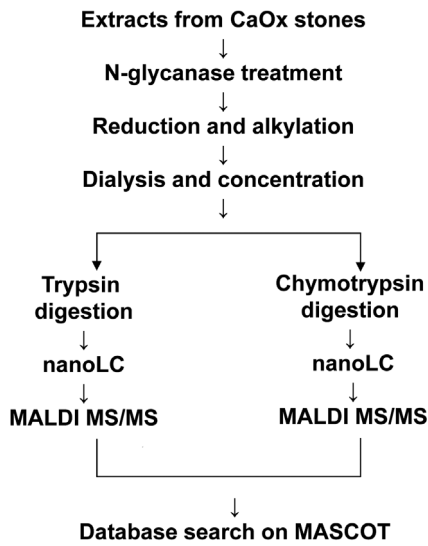 Extracts from CaOx stones
↓
N-glycanase treatment
↓
Reduction and alkylation
↓
Dialysis and concentration
↓
Trypsin
digestion
↓
nanoLC
↓
MALDI MS/MS
Chymotrypsin
digestion
↓
nanoLC
↓
MALDI MS/MS
↓
Database search on MASCOT